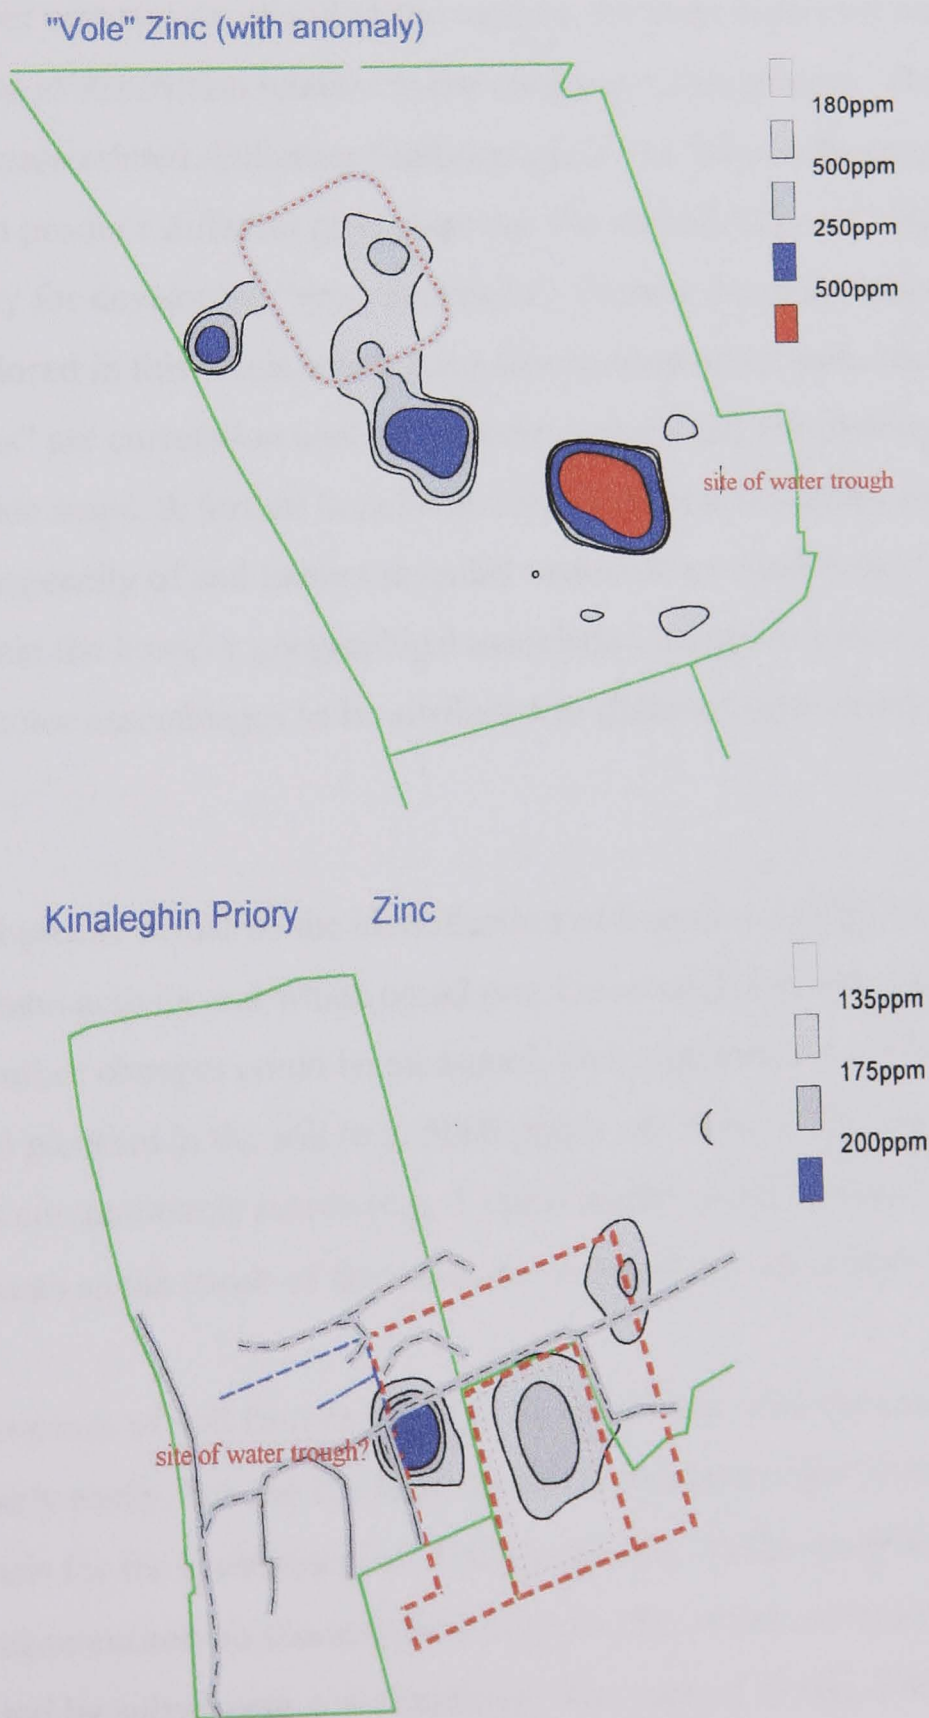 "Vole" Zinc (with anomaly)
180ppm
500ppm
250ppm
500ppm
site of water trough
Kinaleghin Priory Zinc
135ppm
175ppm
200ppm
site of water trough?